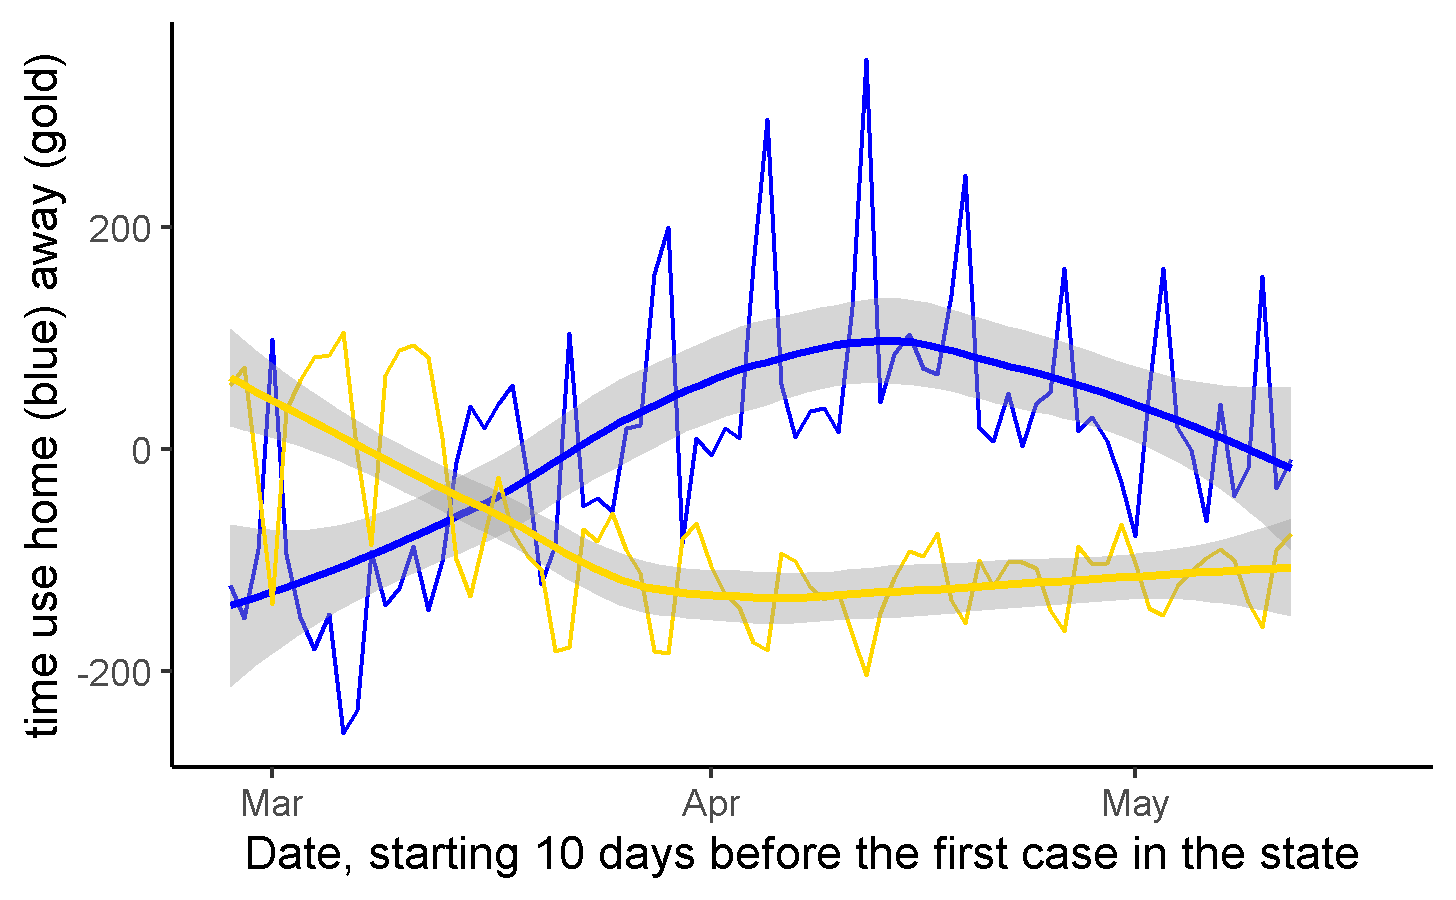 time use home (blue) away (gold)
200
0
-200
Mar
Apr
May
Date, starting 10 days before the first case in the state